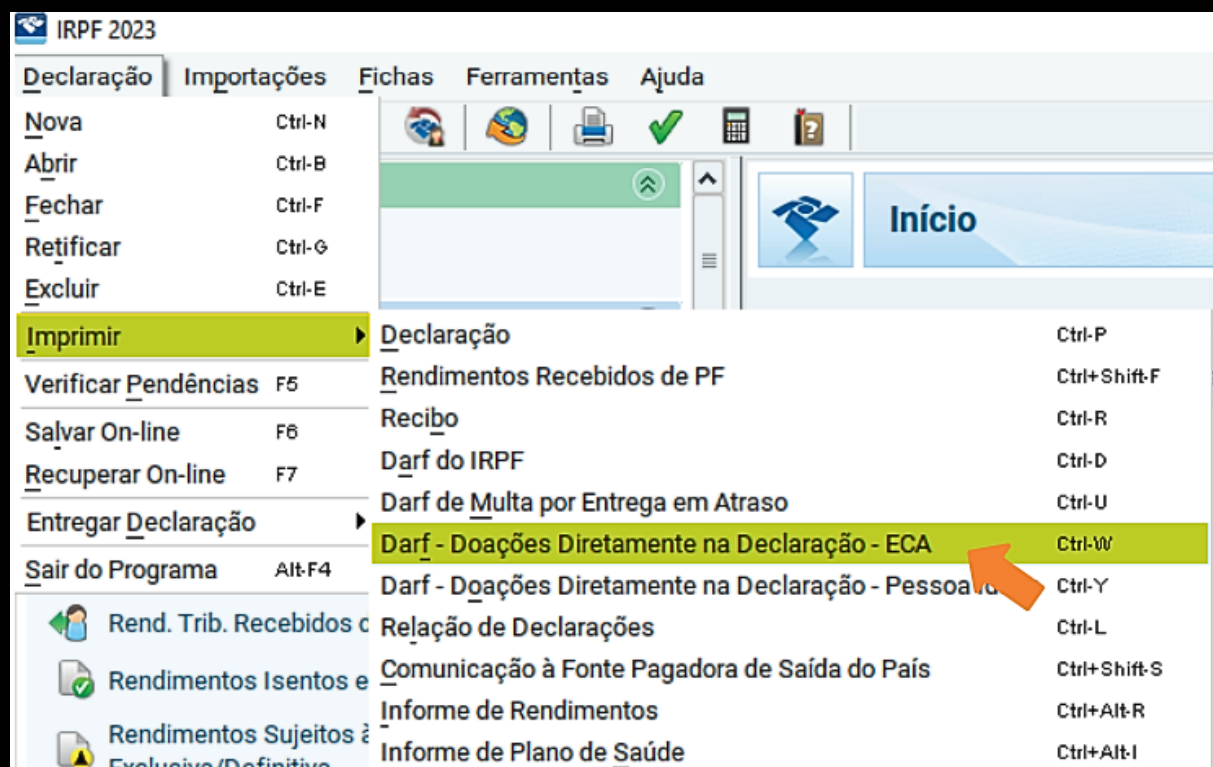 IRPF 2023
Declaração Importações Fichas Ferramentas Ajuda
Nova Ctrl-N
Abrir Ctrl-B
Fechar Ctrl-F
Retificar Ctrl-G
Excluir Ctrl-E
Imprimir
Verificar Pendências F5
Salvar On-line F6
Recuperar On-line F7
Entregar Declaração
Sair do Programa Alt-F4
Início
Declaração Ctrl-P
Rendimentos Recebidos de PF Ctrl+Shift-F
Recibo Ctrl-R
Darf do IRPF Ctrl-D
Darf de Multa por Entrega em Atraso Ctrl-U
Darf - Doações Diretamente na Declaração - ECA Ctrl-W
Darf - Doações Diretamente na Declaração - Pessoa Ctrl-Y
Relação de Declarações Ctrl-L
Comunicação à Fonte Pagadora de Saída do País Ctrl+Shift-S
Informe de Rendimentos Ctrl+Alt-R
Informe de Plano de Saúde Ctrl+Alt-I
Rend. Trib. Recebidos
Rendimentos Isentos e
Rendimentos Sujeitos à